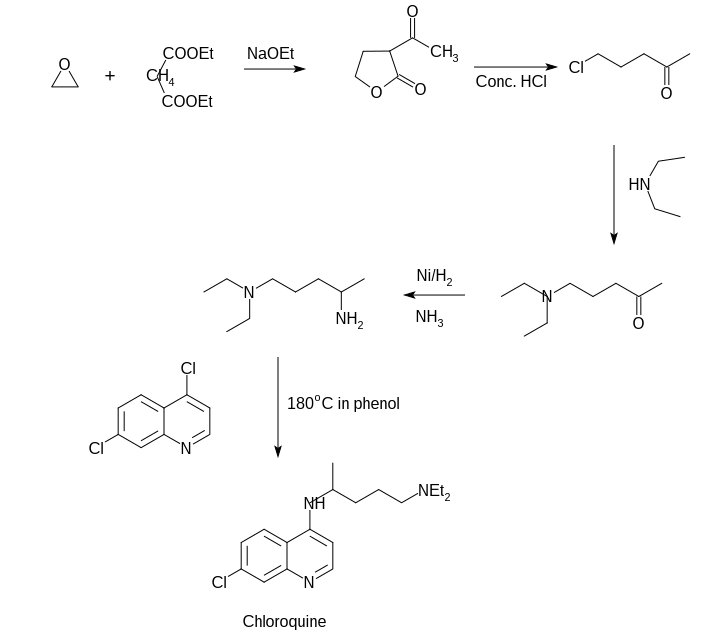 O
+
COOEt
CH4
COOEt
NaOEt
O
CH3
O
O
Conc. HCl
Cl
O
HN
N
NH2
Ni/H2
NH3
N
O
Cl
Cl
N
180°C in phenol
NH
NEt2
Cl
N
Chloroquine